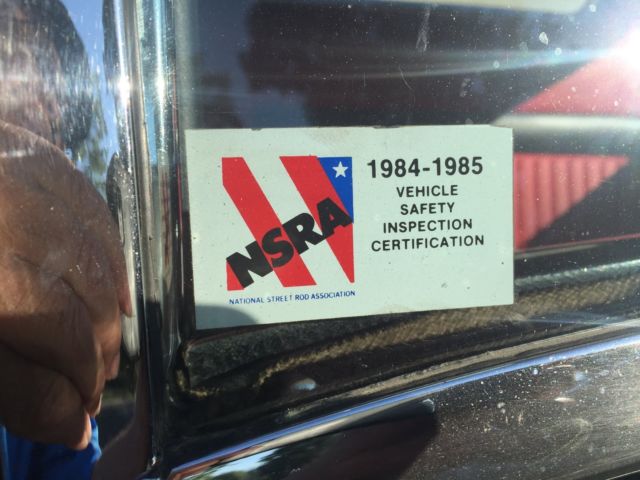 NSRA
NATIONAL STREET ROD ASSOCIATION
1984-1985
VEHICLE
SAFETY
INSPECTION
CERTIFICATION